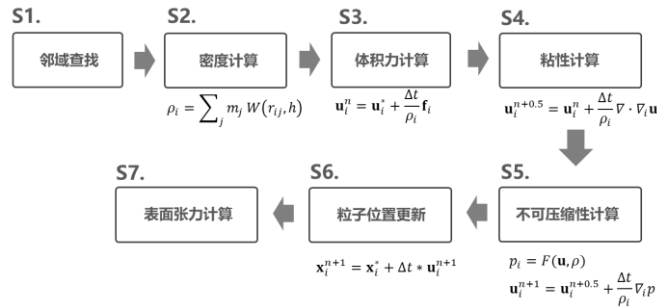 S1.
邻域查找
S2.
密度计算
ρ_i = ∑_j m_j W(r_ij, h)
S3.
体积力计算
u_i^n = u_i^* + Δt/ρ_i f_i
S4.
粘性计算
u_i^{n+0.5} = u_i^n + Δt/ρ_i ∇ · ∇_i u
S5.
不可压缩性计算
p_i = F(u, ρ)
u_i^{n+1} = u_i^{n+0.5} + Δt/ρ_i ∇_i p
S6.
粒子位置更新
x_i^{n+1} = x_i^* + Δt * u_i^{n+1}
S7.
表面张力计算